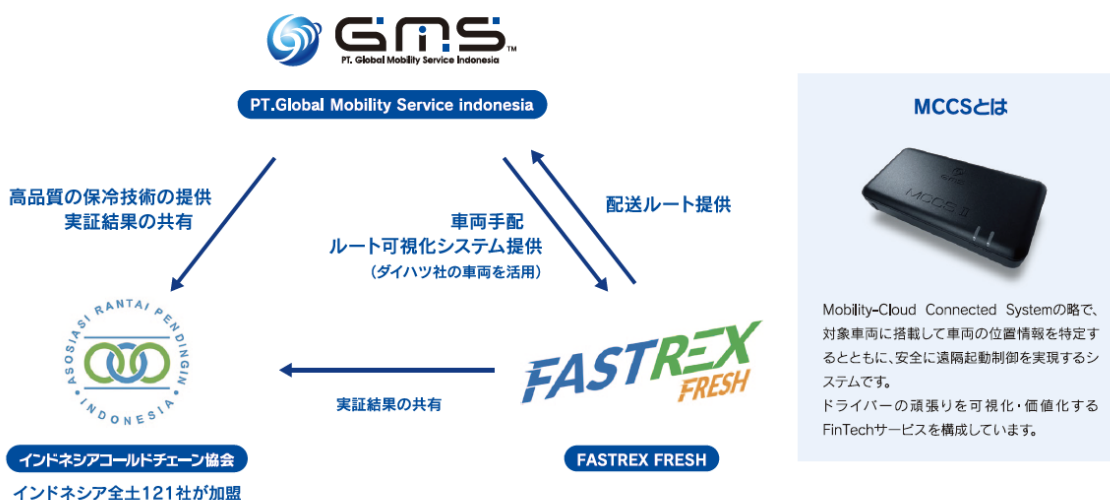 GMS™
PT. Global Mobility Service Indonesia
PT.Global Mobility Service indonesia
高品質の保冷技術の提供
実証結果の共有
車両手配
ルート可視化システム提供
（ダイハツ社の車両を活用）
配送ルート提供
ASOSIASI RANTAI PENDINGIN
INDONESIA
実証結果の共有
FASTREX
FRESH
インドネシアコールドチェーン協会
インドネシア全土121社が加盟
FASTREX FRESH
MCCSとは
GMS
MCCS II
Mobility-Cloud Connected Systemの略で、
対象車両に搭載して車両の位置情報を特定す
るとともに、安全に遠隔起動制御を実現するシ
ステムです。
ドライバーの頑張りを可視化・価値化する
FinTechサービスを構成しています。